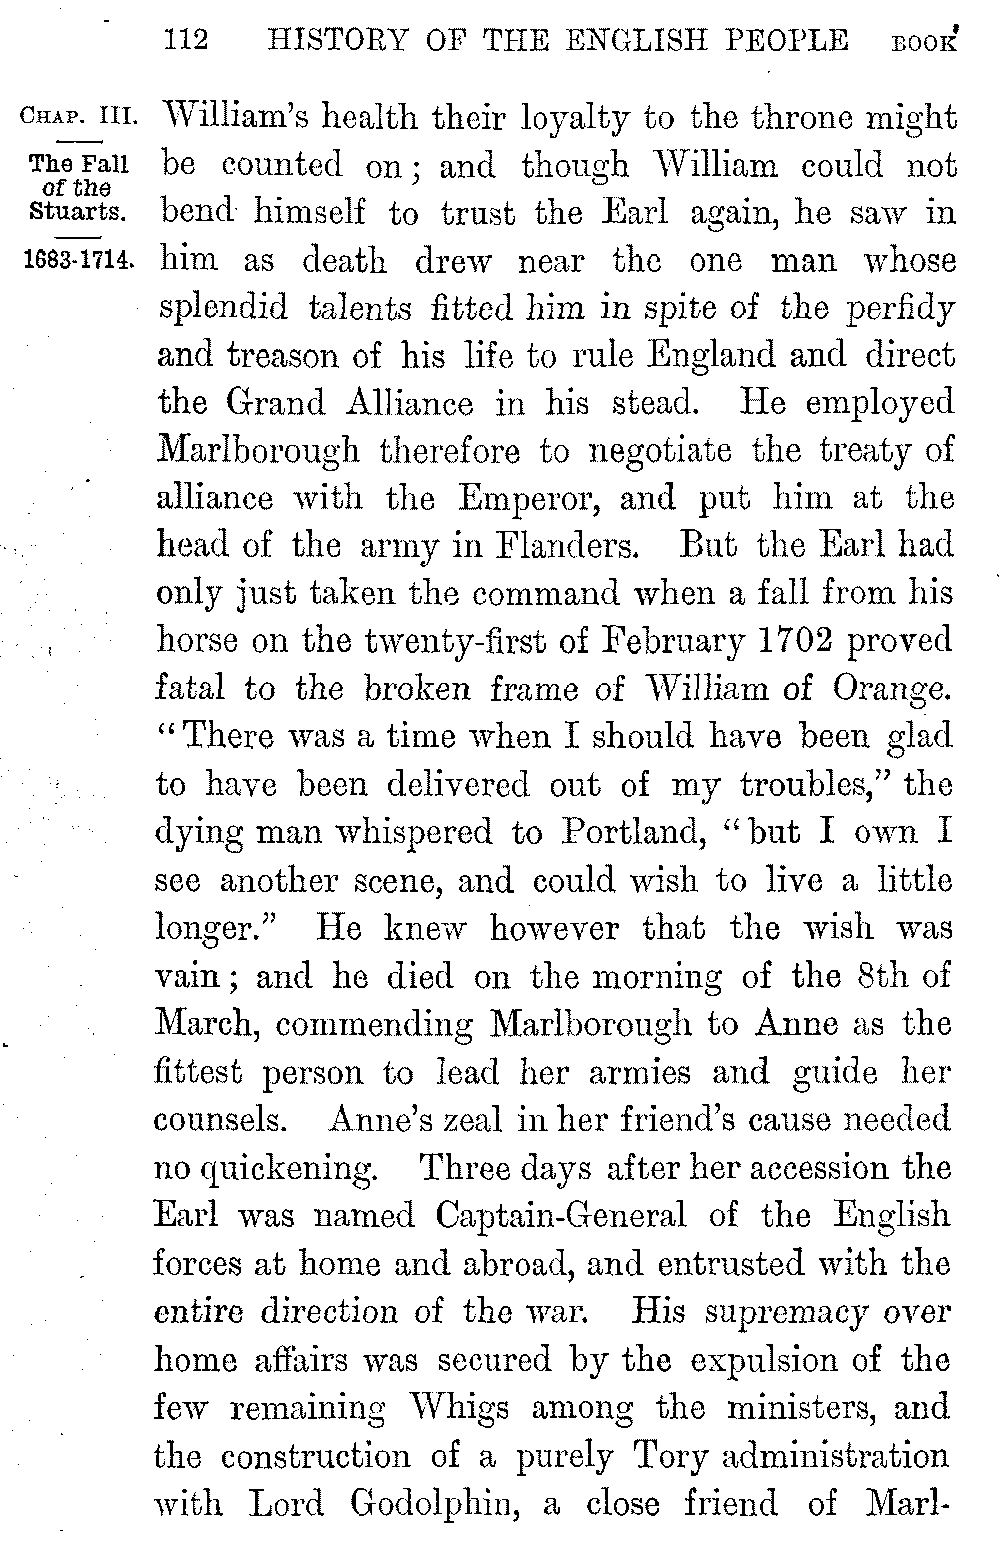 112 HISTORY OF THE ENGLISH PEOPLE BOOK
CHAP. III.
The Fall
of the
Stuarts.
1683-1714.
William's health their loyalty to the throne might
be counted on; and though William could not
bend himself to trust the Earl again, he saw in
him as death drew near the one man whose
splendid talents fitted him in spite of the perfidy
and treason of his life to rule England and direct
the Grand Alliance in his stead. He employed
Marlborough therefore to negotiate the treaty of
alliance with the Emperor, and put him at the
head of the army in Flanders. But the Earl had
only just taken the command when a fall from his
horse on the twenty-first of February 1702 proved
fatal to the broken frame of William of Orange.
"There was a time when I should have been glad
to have been delivered out of my troubles," the
dying man whispered to Portland, "but I own I
see another scene, and could wish to live a little
longer." He knew however that the wish was
vain; and he died on the morning of the 8th of
March, commending Marlborough to Anne as the
fittest person to lead her armies and guide her
counsels. Anne's zeal in her friend's cause needed
no quickening. Three days after her accession the
Earl was named Captain-General of the English
forces at home and abroad, and entrusted with the
entire direction of the war. His supremacy over
home affairs was secured by the expulsion of the
few remaining Whigs among the ministers, and
the construction of a purely Tory administration
with Lord Godolphin, a close friend of Marl-